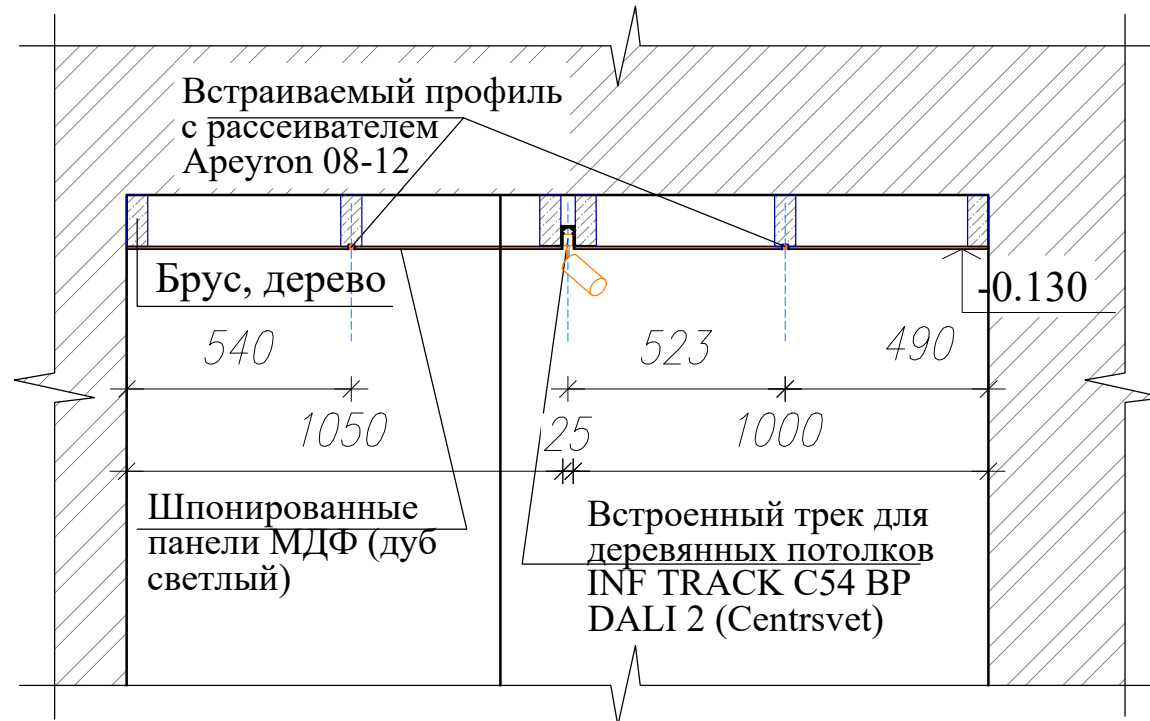 Встраиваемый профиль
с рассеивателем
Apeyron 08-12
Брус, дерево
-0.130
540
523
490
1050
25
1000
Шпонированные
панели МДФ (дуб
светлый)
Встроенный трек для
деревянных потолков
INF TRACK C54 BP
DALI 2 (Centrsvet)